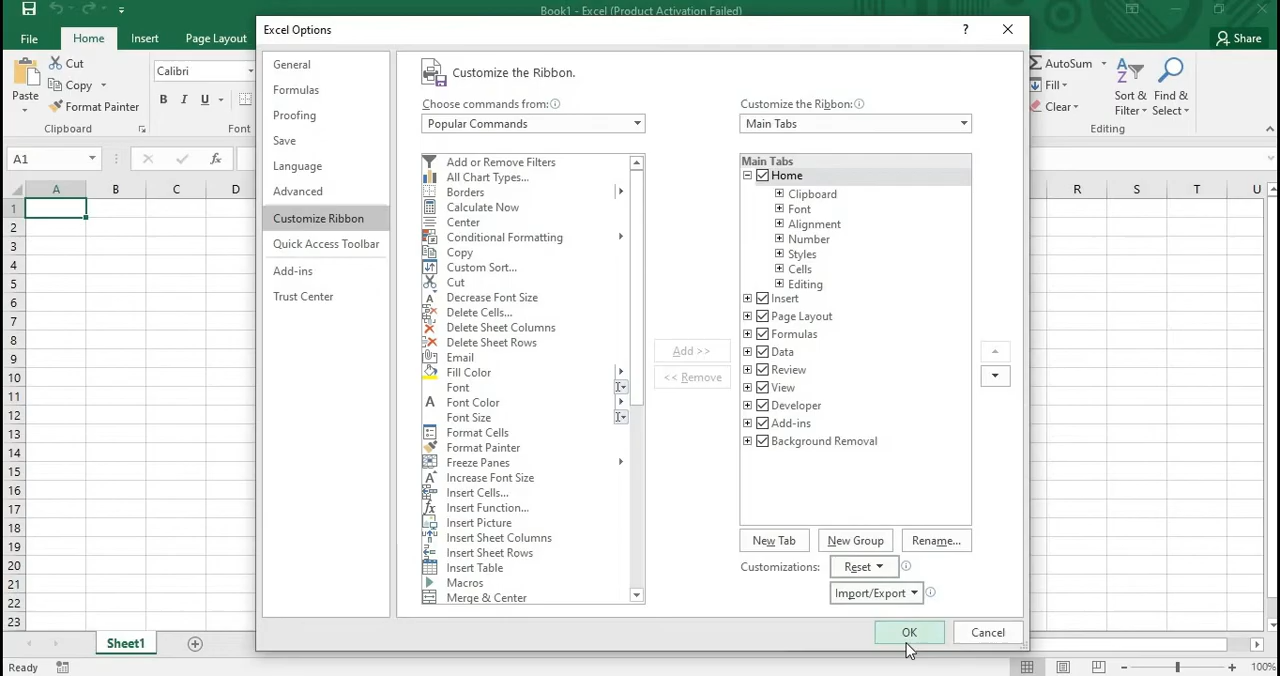 Book1 - Excel (Product Activation Failed)
File
Home
Insert
Page Layout
Share
Paste
Cut
Copy
Format Painter
Clipboard
Calibri
B I U
Font
AutoSum
Fill
Clear
Sort & Filter
Find & Select
Editing
A1
fx
A B C D R S T U
1
2
3
4
5
6
7
8
9
10
11
12
13
14
15
16
17
18
19
20
21
22
23
Excel Options
?
General
Formulas
Proofing
Save
Language
Advanced
Customize Ribbon
Quick Access Toolbar
Add-ins
Trust Center
Customize the Ribbon.
Choose commands from:
Popular Commands
Add or Remove Filters
All Chart Types...
Borders
Calculate Now
Center
Conditional Formatting
Copy
Custom Sort...
Cut
Decrease Font Size
Delete Cells...
Delete Sheet Columns
Delete Sheet Rows
Email
Fill Color
Font
Font Color
Font Size
Format Cells
Format Painter
Freeze Panes
Increase Font Size
Insert Cells...
Insert Function...
Insert Picture
Insert Sheet Columns
Insert Sheet Rows
Insert Table
Macros
Merge & Center
Add >>
<< Remove
Customize the Ribbon:
Main Tabs
Main Tabs
Home
Clipboard
Font
Alignment
Number
Styles
Cells
Editing
Insert
Page Layout
Formulas
Data
Review
View
Developer
Add-ins
Background Removal
New Tab
New Group
Rename...
Customizations:
Reset
Import/Export
OK
Cancel
Sheet1
Ready
100%